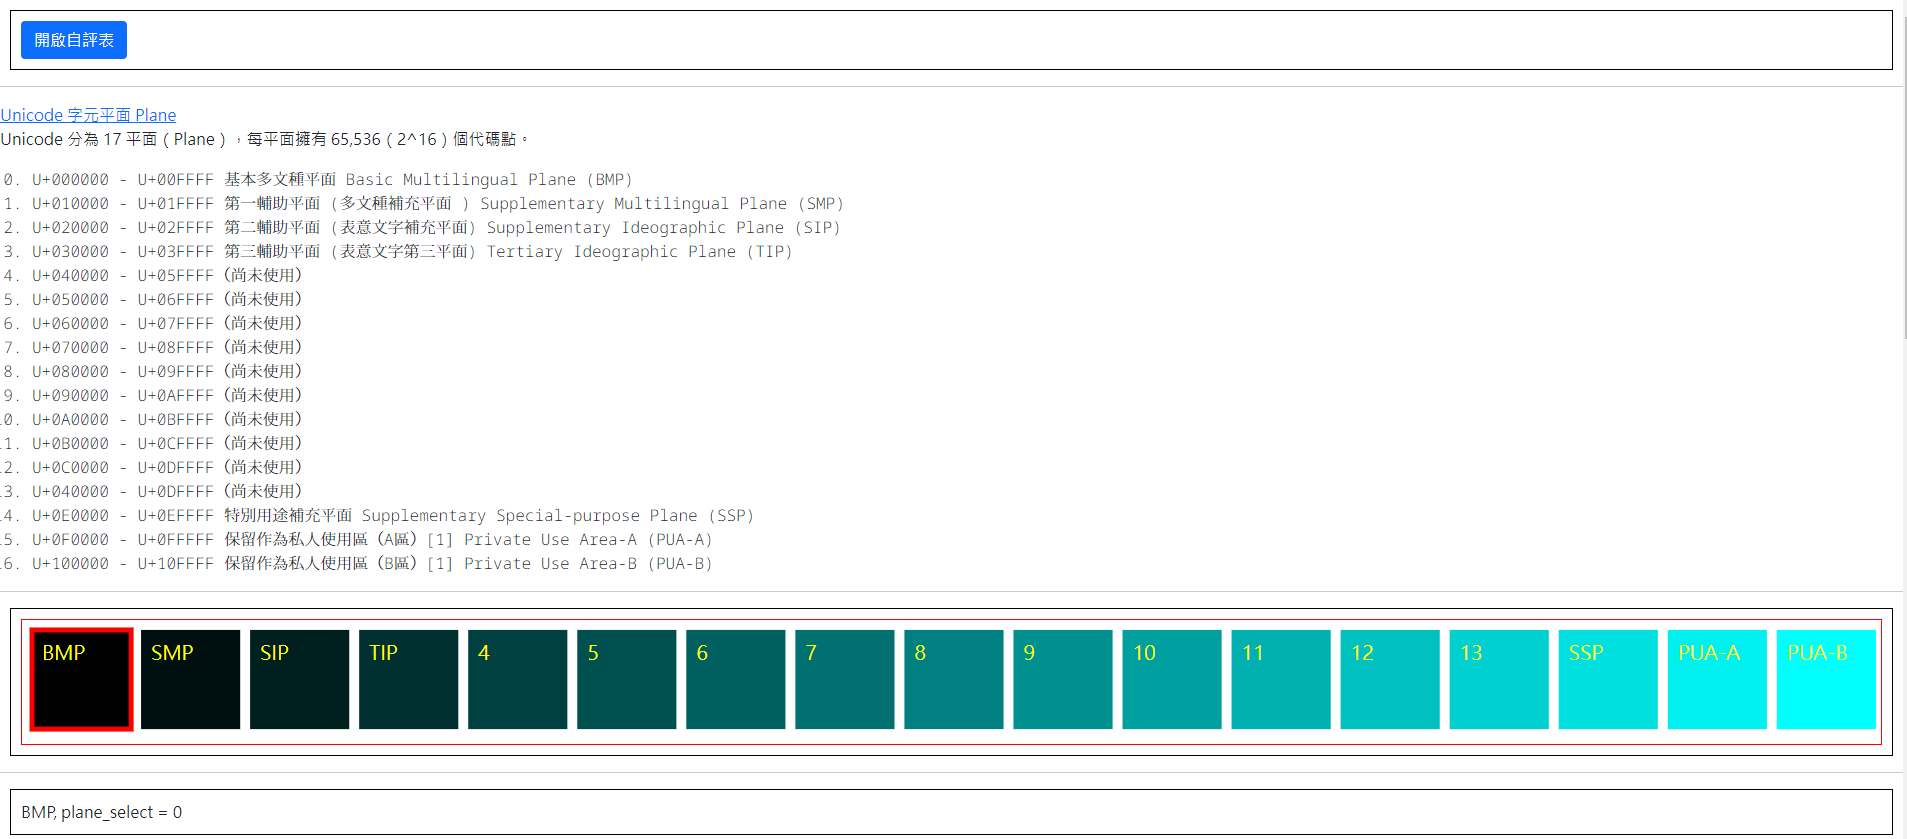 開啟自評表
Unicode 字元平面 Plane
Unicode 分為 17 平面（Plane），每平面擁有 65,536（2^16）個代碼點。
0. U+000000 - U+00FFFF 基本多文種平面 Basic Multilingual Plane (BMP)
1. U+010000 - U+01FFFF 第一輔助平面 (多文種補充平面 ) Supplementary Multilingual Plane (SMP)
2. U+020000 - U+02FFFF 第二輔助平面 (表意文字補充平面) Supplementary Ideographic Plane (SIP)
3. U+030000 - U+03FFFF 第三輔助平面 (表意文字第三平面) Tertiary Ideographic Plane (TIP)
4. U+040000 - U+05FFFF（尚未使用）
5. U+050000 - U+06FFFF（尚未使用）
6. U+060000 - U+07FFFF（尚未使用）
7. U+070000 - U+08FFFF（尚未使用）
8. U+080000 - U+09FFFF（尚未使用）
9. U+090000 - U+0AFFFF（尚未使用）
0. U+0A0000 - U+0BFFFF（尚未使用）
1. U+0B0000 - U+0CFFFF（尚未使用）
2. U+0C0000 - U+0DFFFF（尚未使用）
3. U+040000 - U+0DFFFF（尚未使用）
4. U+0E0000 - U+0EFFFF 特別用途補充平面 Supplementary Special-purpose Plane (SSP)
5. U+0F0000 - U+0FFFFF 保留作為私人使用區（A區）[1] Private Use Area-A (PUA-A)
6. U+100000 - U+10FFFF 保留作為私人使用區（B區）[1] Private Use Area-B (PUA-B)
BMP SMP SIP TIP 4 5 6 7 8 9 10 11 12 13 SSP PUA-A PUA-B
BMP, plane_select = 0